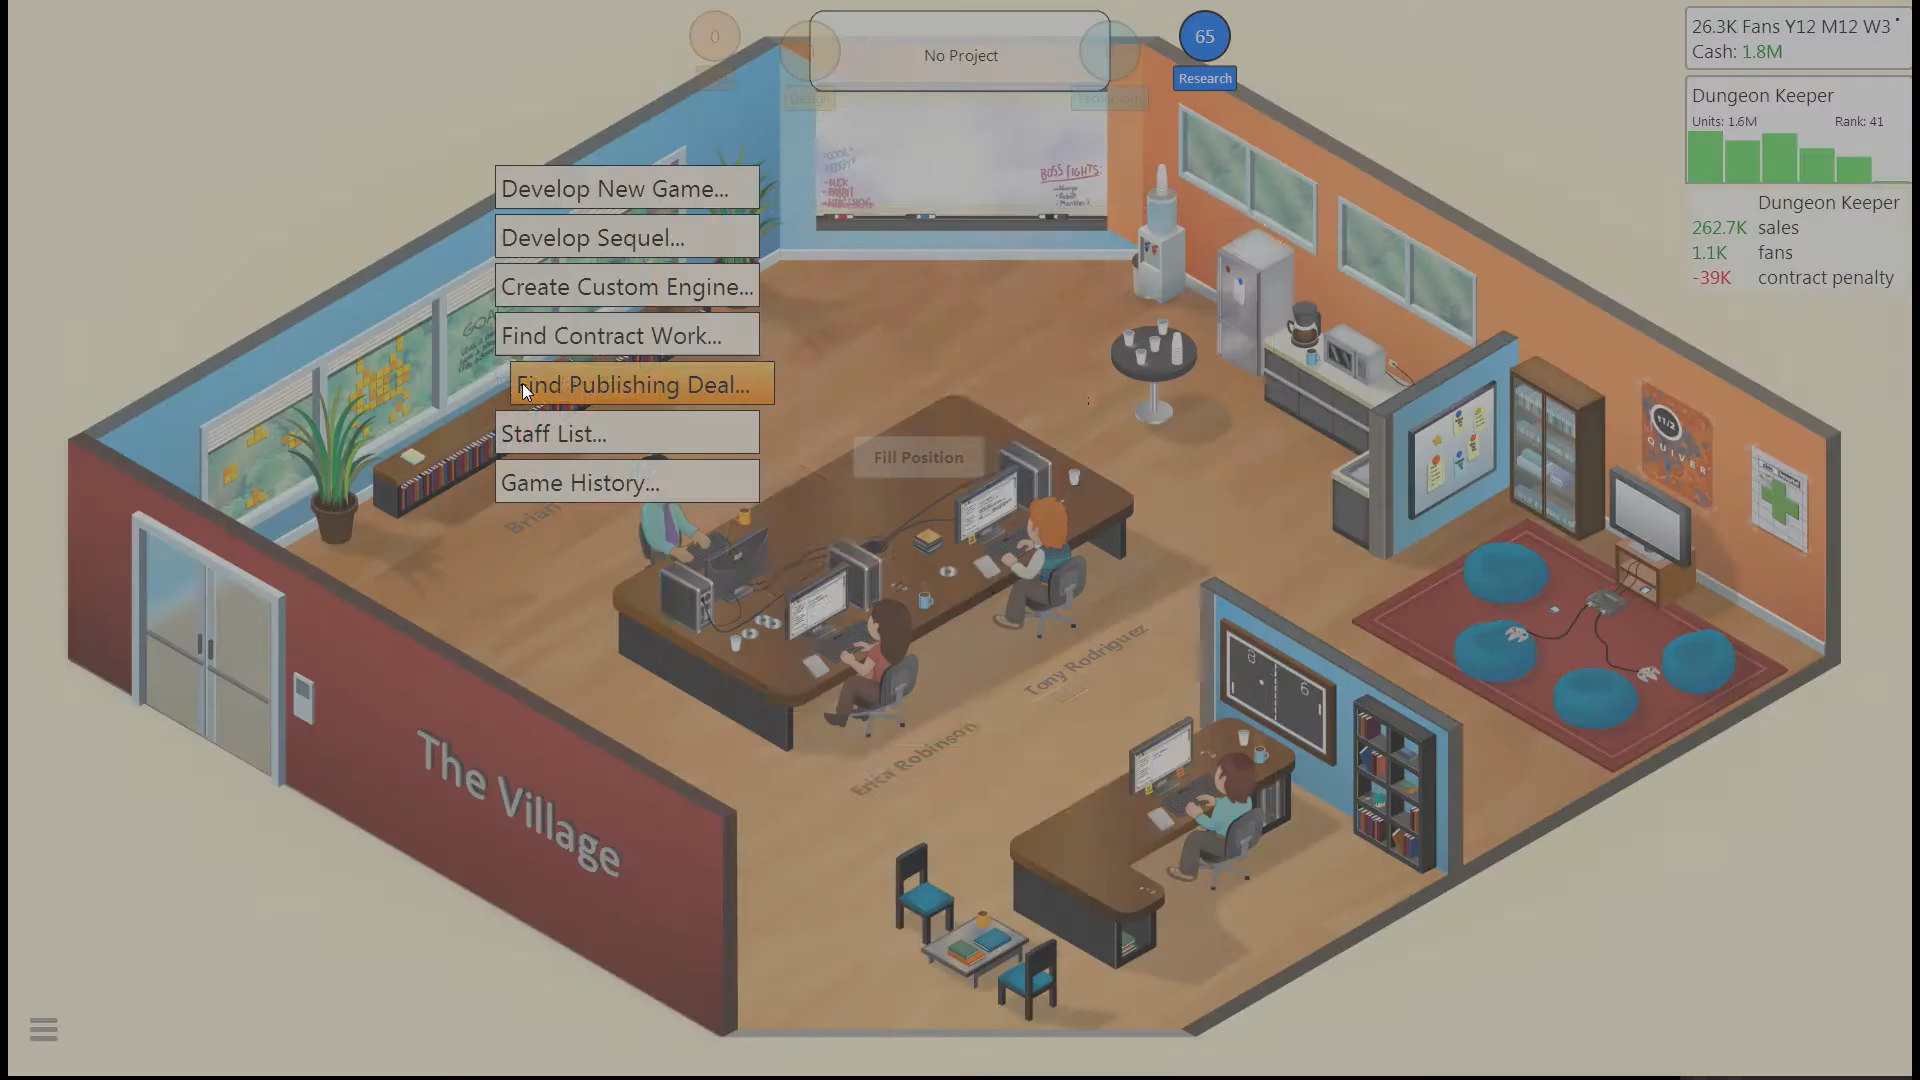 0
No Project
65
Research
Design
Technology
26.3K Fans Y12 M12 W3
Cash: 1.8M
Dungeon Keeper
Units: 1.6M
Rank: 41
Dungeon Keeper
262.7K sales
1.1K fans
-39K contract penalty
BOSS FIGHTS:
Develop New Game...
Develop Sequel...
Create Custom Engine...
Find Contract Work...
Find Publishing Deal...
Staff List...
Game History...
Fill Position
Brian
QUIVER
Tony Rodriguez
Erica Robinson
The Village